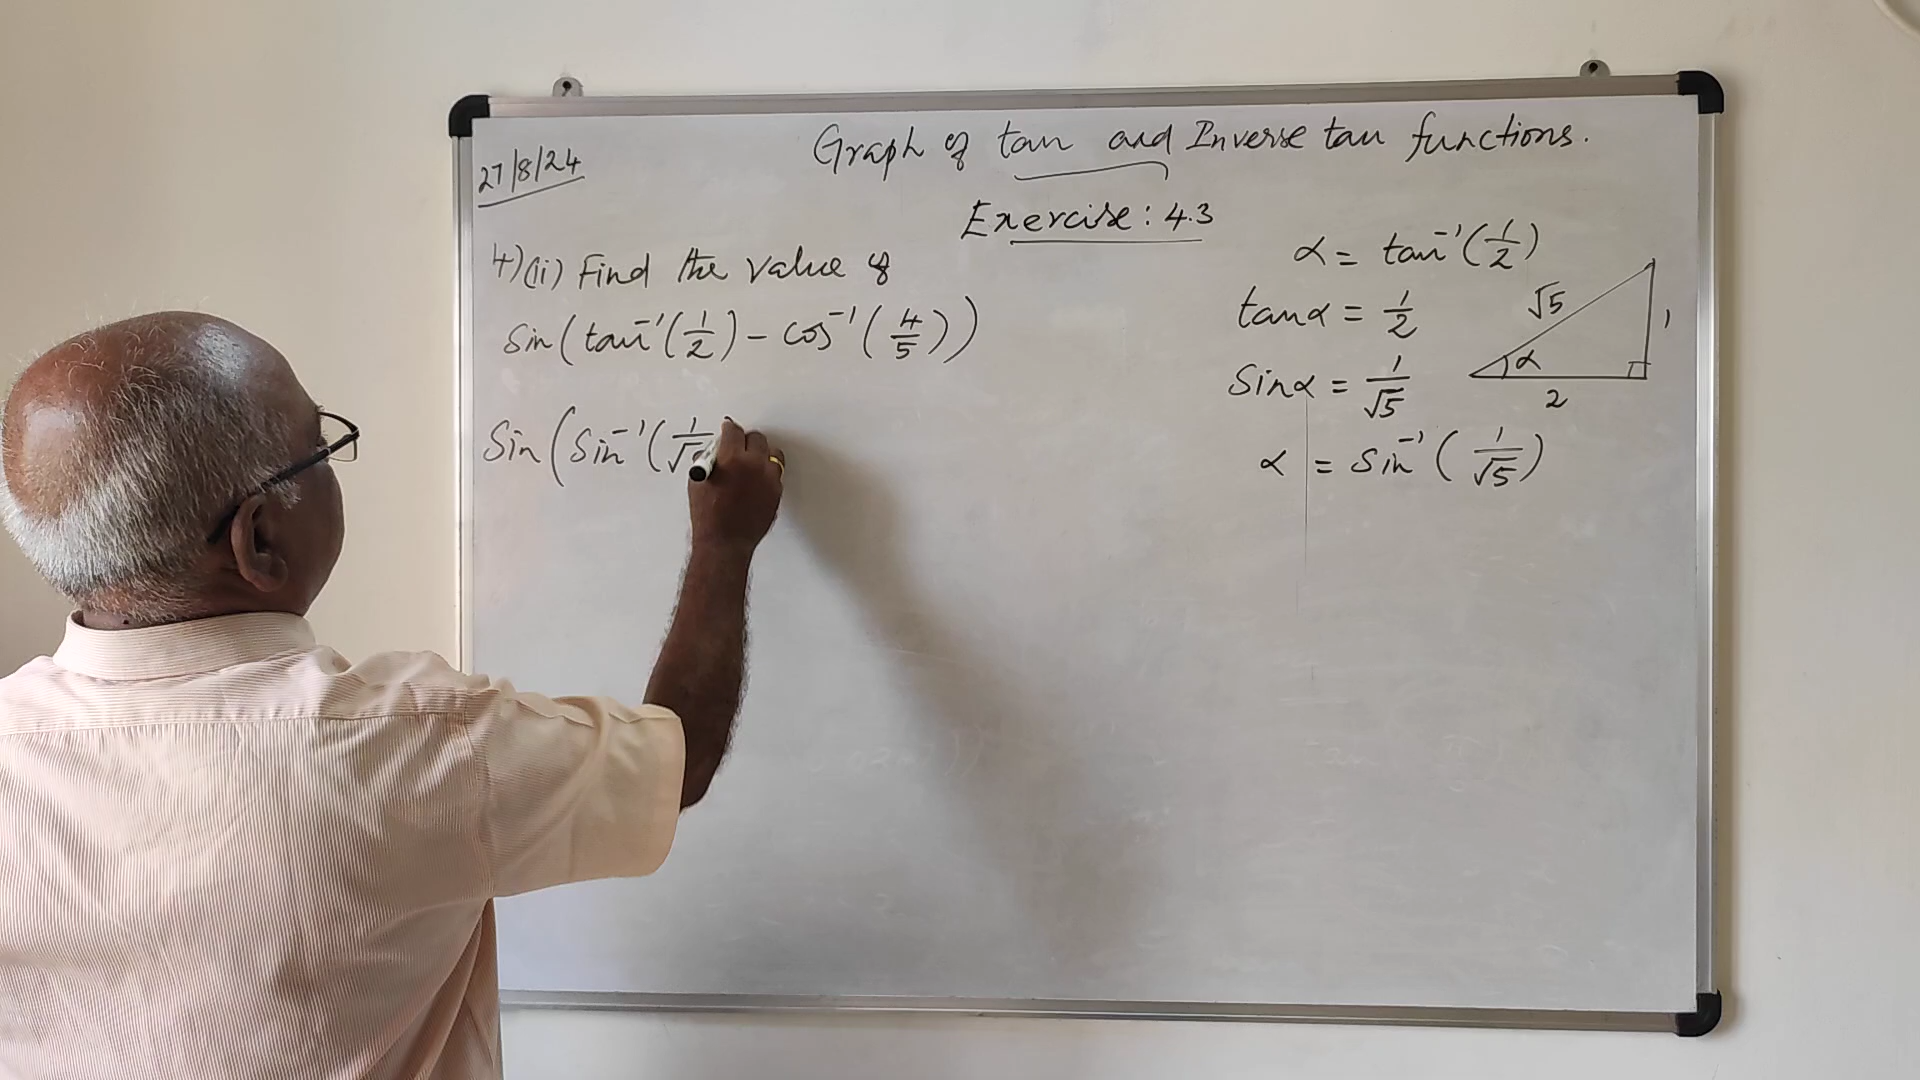 27/8/24
Graph of tan and Inverse tan functions.
Exercise: 4.3
4)(ii) Find the value of
Sin(tan⁻¹(1/2) - cos⁻¹(4/5))
Sin(Sin⁻¹(1/√5
α = tan⁻¹(1/2)
tanα = 1/2
Sinα = 1/√5
α = Sin⁻¹(1/√5)
√5
1
α
2